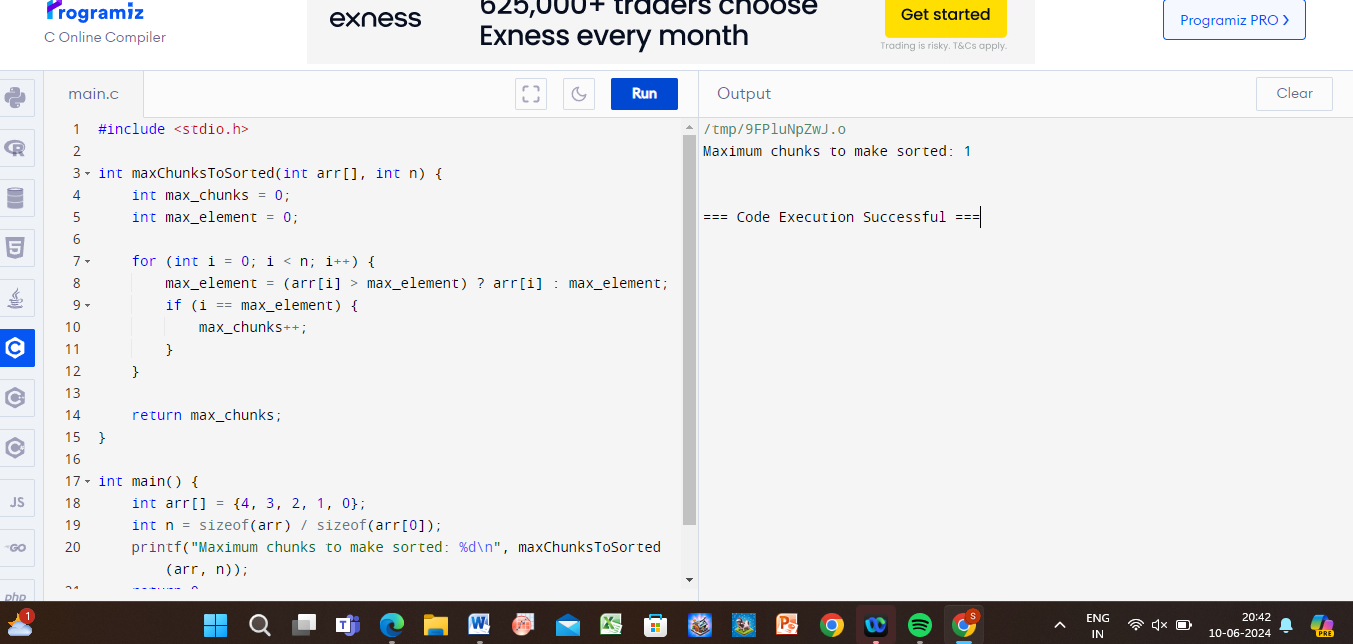 Programiz
C Online Compiler
exness
625,000+ traders choose
Exness every month
Get started
Trading is risky. T&Cs apply.
Programiz PRO >
main.c
Run
Output
Clear
1 #include <stdio.h>
2
3 int maxChunksToSorted(int arr[], int n) {
4     int max_chunks = 0;
5     int max_element = 0;
6
7     for (int i = 0; i < n; i++) {
8         max_element = (arr[i] > max_element) ? arr[i] : max_element;
9         if (i == max_element) {
10             max_chunks++;
11         }
12     }
13
14     return max_chunks;
15 }
16
17 int main() {
18     int arr[] = {4, 3, 2, 1, 0};
19     int n = sizeof(arr) / sizeof(arr[0]);
20     printf("Maximum chunks to make sorted: %d\n", maxChunksToSorted
        (arr, n));
/tmp/9FPluNpZwJ.o
Maximum chunks to make sorted: 1
=== Code Execution Successful ===
JS
GO
php
1
ENG
IN
20:42
10-06-2024
PRE